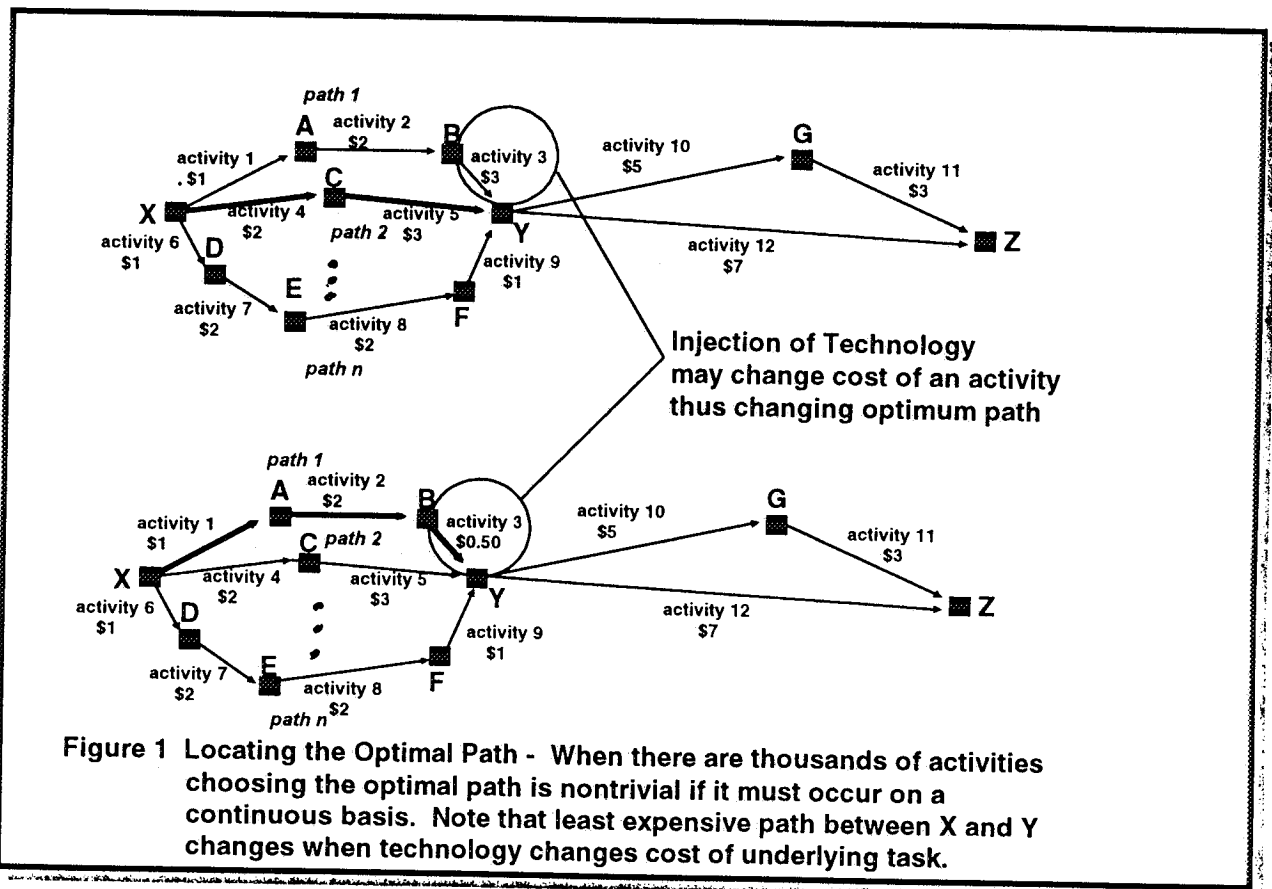 path 1
A
activity 2
$2
B
activity 3
$3
activity 10
$5
G
activity 1
. $1
C
activity 11
$3
X
activity 4
$2
activity 5
$3
path 2
Y
activity 12
$7
Z
activity 6
$1
D
activity 9
$1
activity 7
$2
E
F
activity 8
$2
path n
Injection of Technology
may change cost of an activity
thus changing optimum path
path 1
A
activity 2
$2
B
activity 3
$0.50
activity 10
$5
G
activity 1
$1
C
path 2
activity 11
$3
X
activity 4
$2
activity 5
$3
Y
activity 12
$7
Z
activity 6
$1
D
activity 9
$1
activity 7
$2
E
F
activity 8
$2
path n
Figure 1 Locating the Optimal Path - When there are thousands of activities
choosing the optimal path is nontrivial if it must occur on a
continuous basis. Note that least expensive path between X and Y
changes when technology changes cost of underlying task.